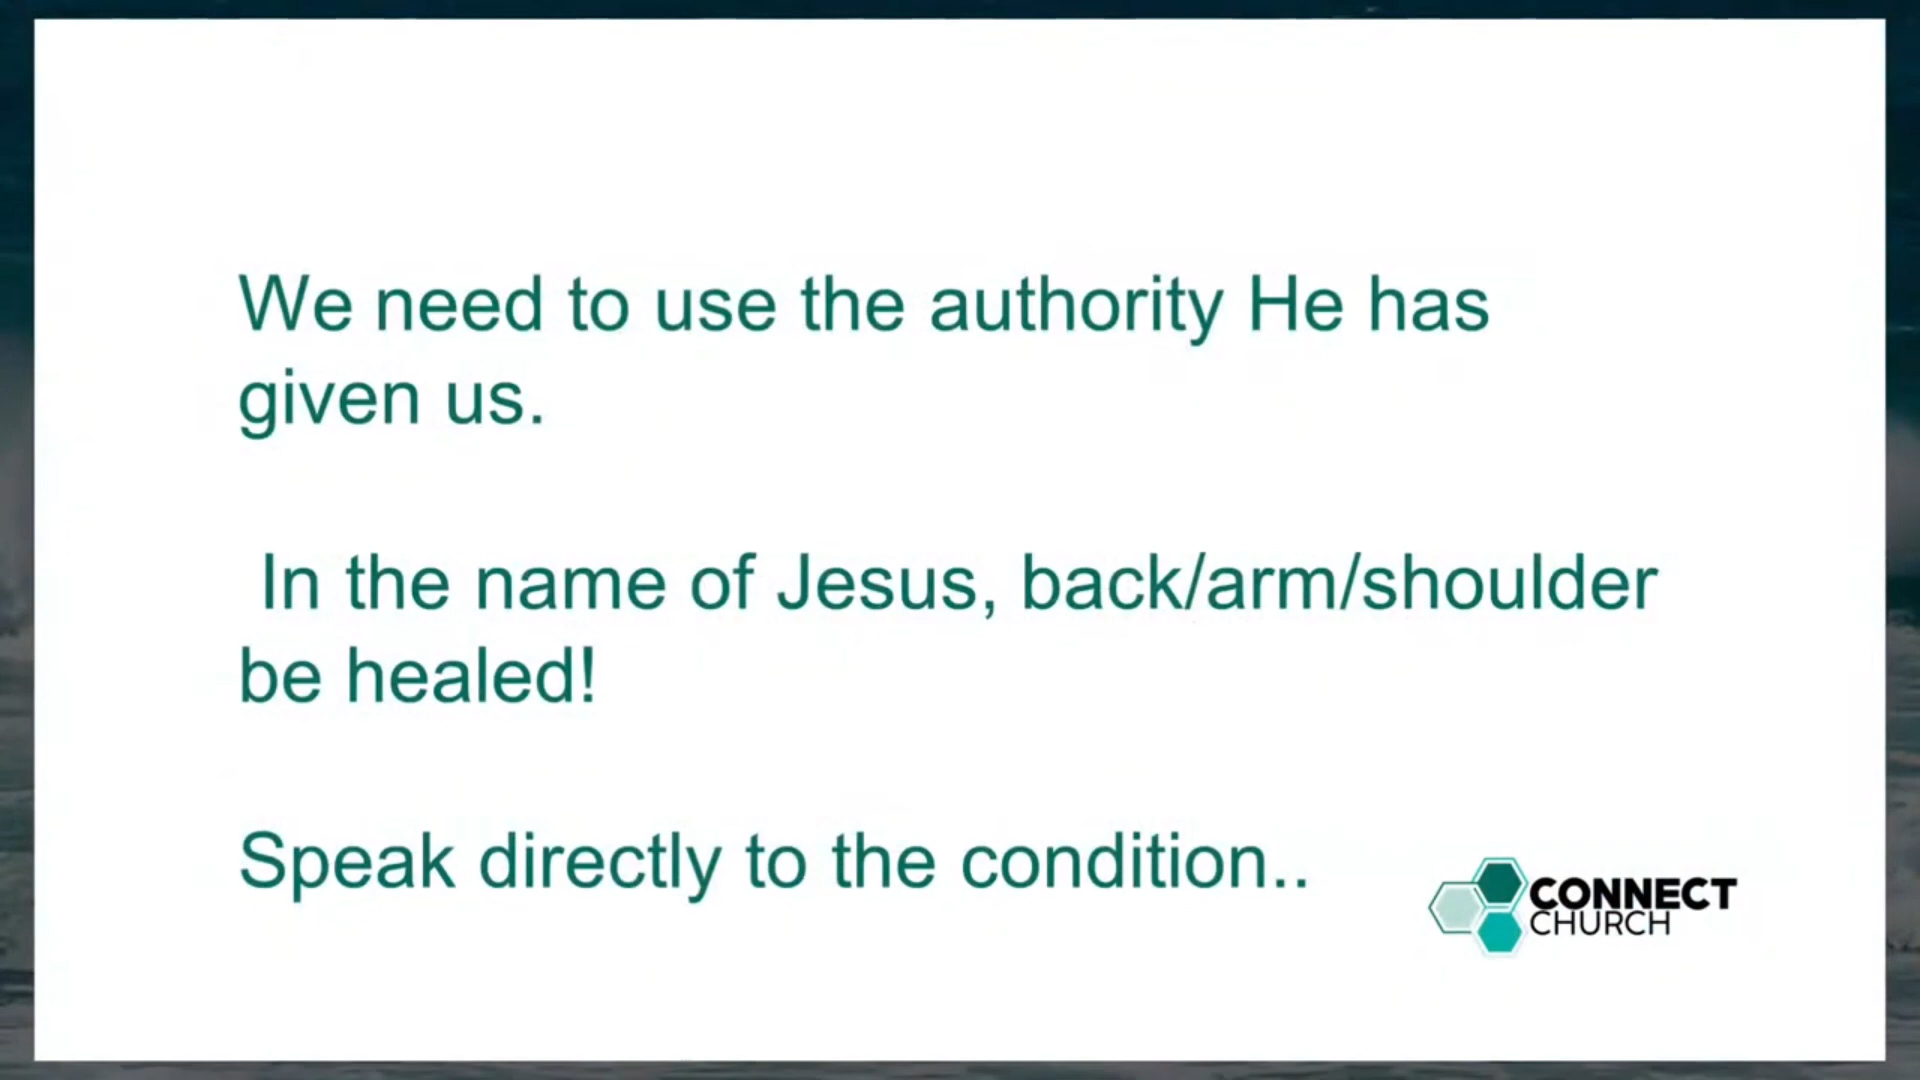 We need to use the authority He has
given us.
In the name of Jesus, back/arm/shoulder
be healed!
Speak directly to the condition..
CONNECT
CHURCH